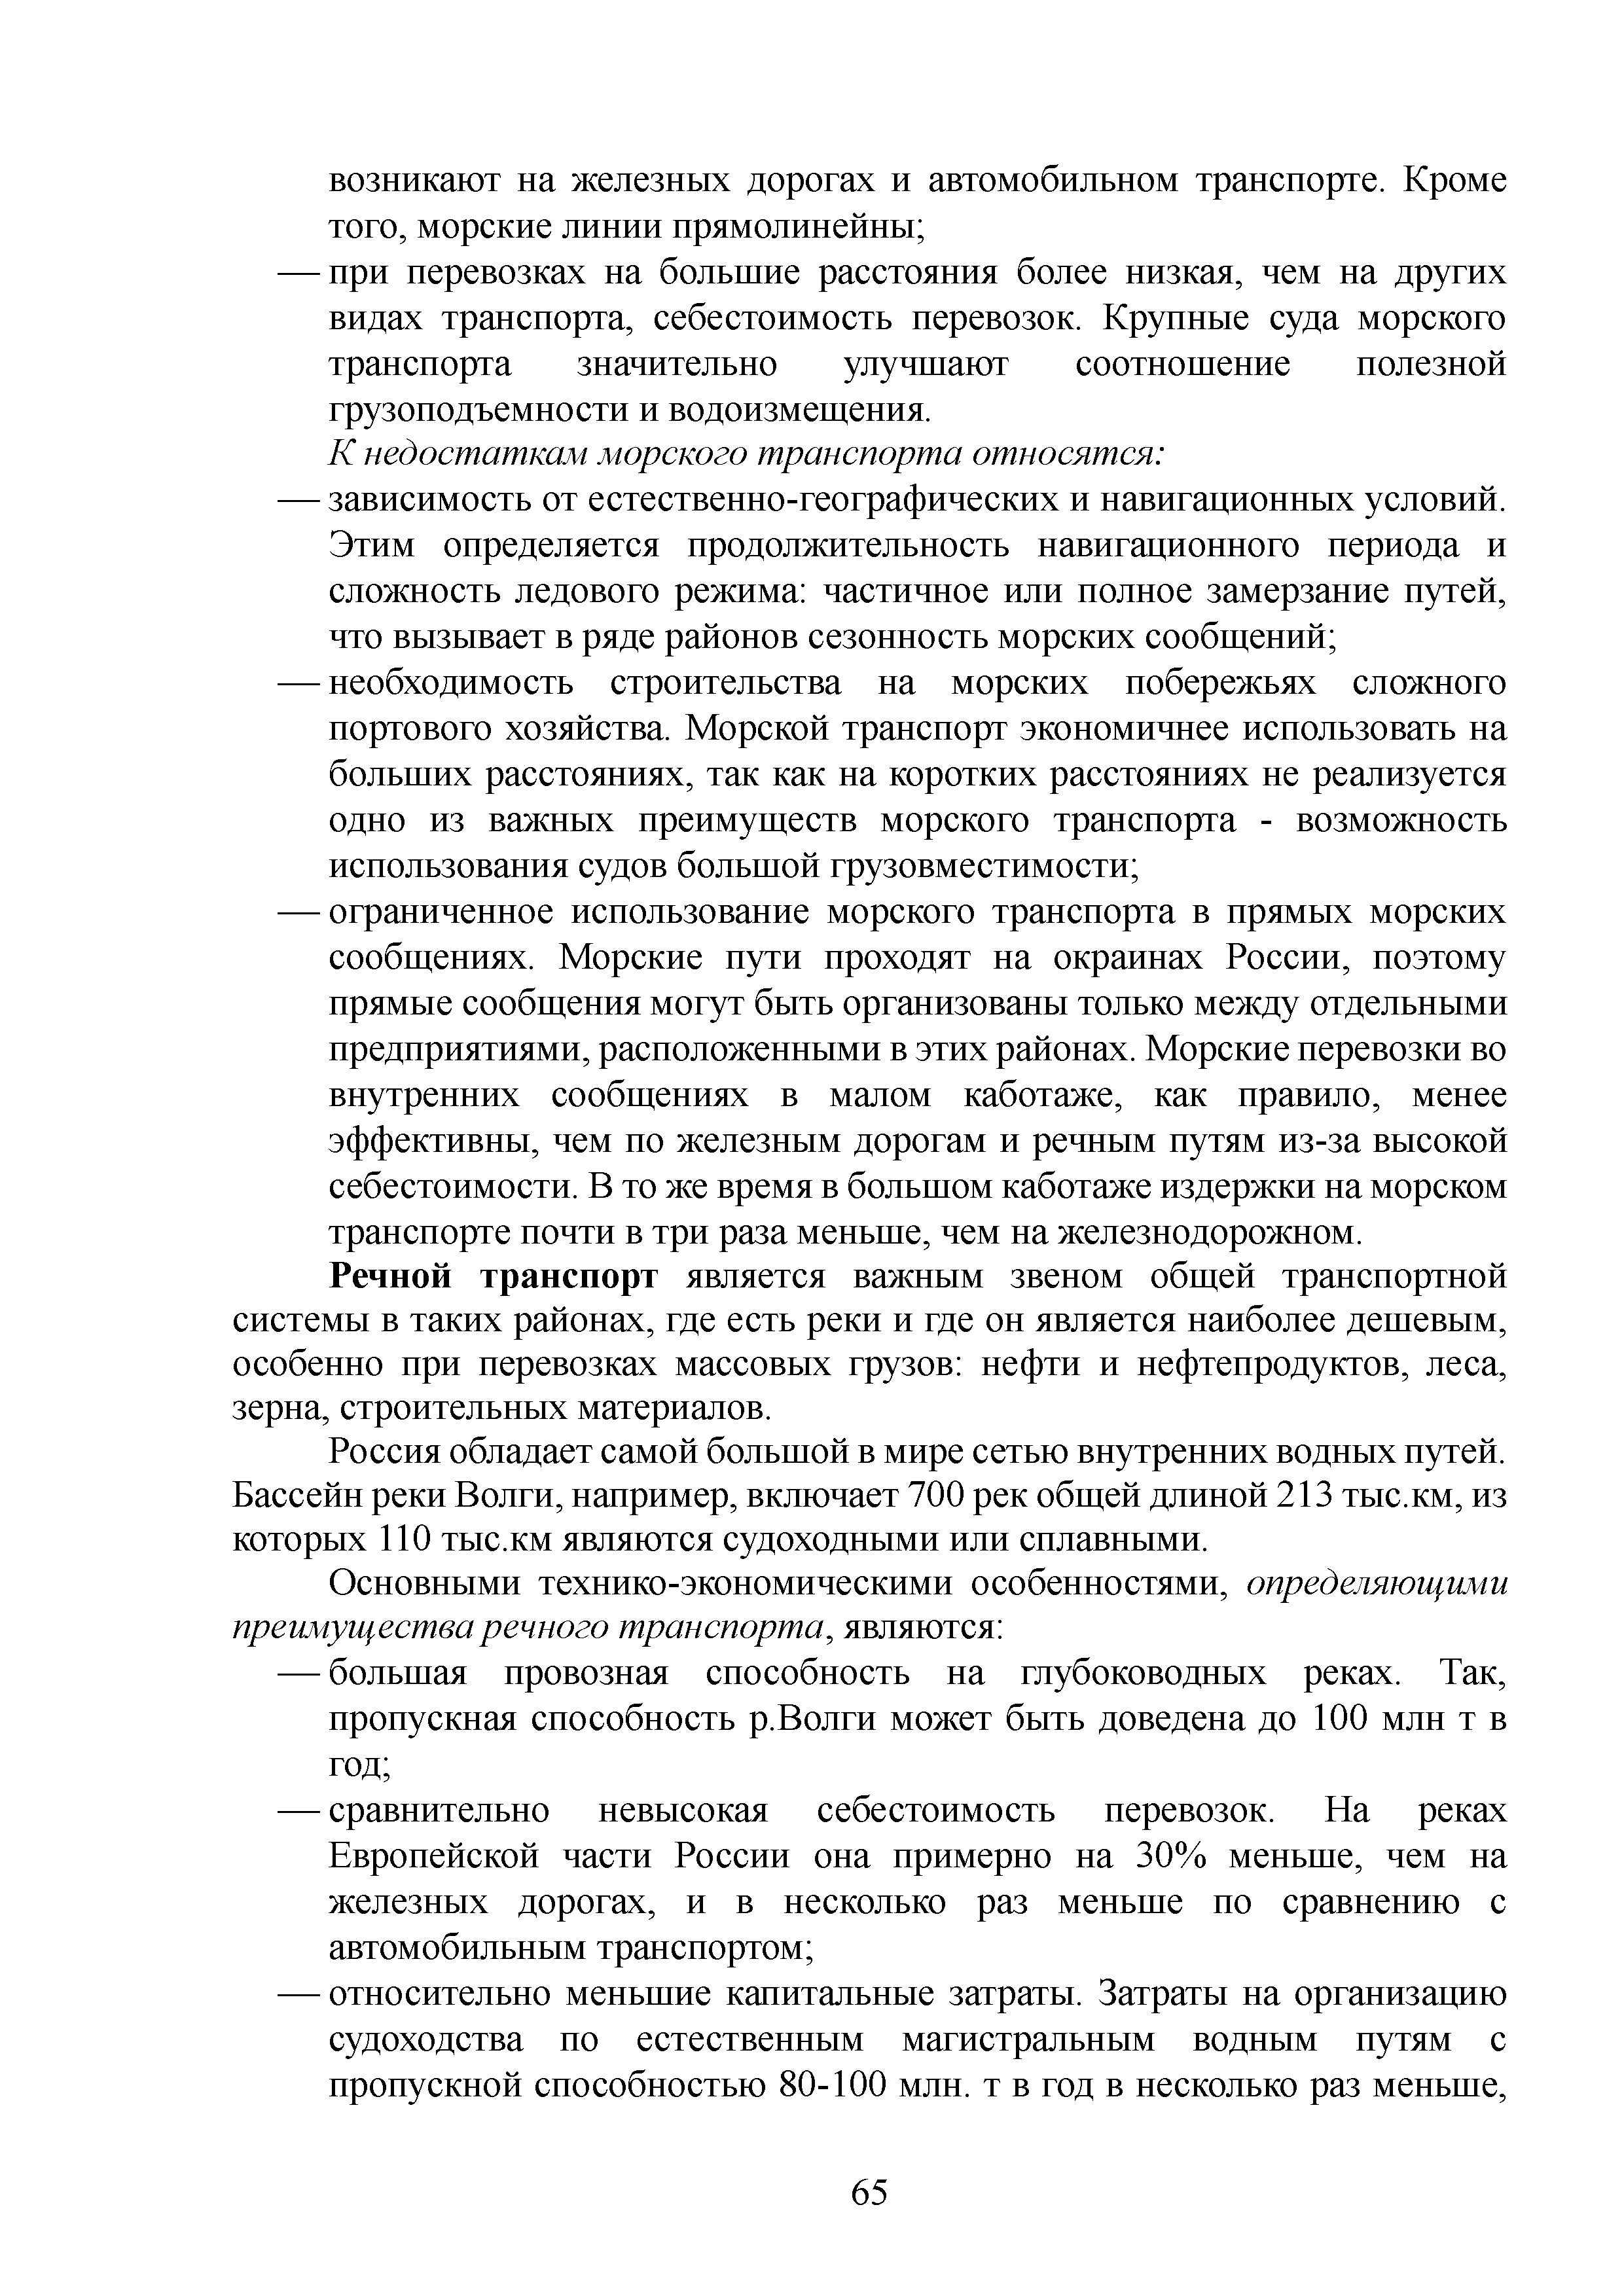 возникают на железных дорогах и автомобильном транспорте. Кроме
того, морские линии прямолинейны;
— при перевозках на большие расстояния более низкая, чем на других
видах транспорта, себестоимость перевозок. Крупные суда морского
транспорта значительно улучшают соотношение полезной
грузоподъемности и водоизмещения.
К недостаткам морского транспорта относятся:
— зависимость от естественно-географических и навигационных условий.
Этим определяется продолжительность навигационного периода и
сложность ледового режима: частичное или полное замерзание путей,
что вызывает в ряде районов сезонность морских сообщений;
— необходимость строительства на морских побережьях сложного
портового хозяйства. Морской транспорт экономичнее использовать на
больших расстояниях, так как на коротких расстояниях не реализуется
одно из важных преимуществ морского транспорта - возможность
использования судов большой грузовместимости;
— ограниченное использование морского транспорта в прямых морских
сообщениях. Морские пути проходят на окраинах России, поэтому
прямые сообщения могут быть организованы только между отдельными
предприятиями, расположенными в этих районах. Морские перевозки во
внутренних сообщениях в малом каботаже, как правило, менее
эффективны, чем по железным дорогам и речным путям из-за высокой
себестоимости. В то же время в большом каботаже издержки на морском
транспорте почти в три раза меньше, чем на железнодорожном.
Речной транспорт является важным звеном общей транспортной
системы в таких районах, где есть реки и где он является наиболее дешевым,
особенно при перевозках массовых грузов: нефти и нефтепродуктов, леса,
зерна, строительных материалов.
Россия обладает самой большой в мире сетью внутренних водных путей.
Бассейн реки Волги, например, включает 700 рек общей длиной 213 тыс.км, из
которых 110 тыс.км являются судоходными или сплавными.
Основными технико-экономическими особенностями, определяющими
преимущества речного транспорта, являются:
— большая провозная способность на глубоководных реках. Так,
пропускная способность р.Волги может быть доведена до 100 млн т в
год;
— сравнительно невысокая себестоимость перевозок. На реках
Европейской части России она примерно на 30% меньше, чем на
железных дорогах, и в несколько раз меньше по сравнению с
автомобильным транспортом;
— относительно меньшие капитальные затраты. Затраты на организацию
судоходства по естественным магистральным водным путям с
пропускной способностью 80-100 млн. т в год в несколько раз меньше,
65